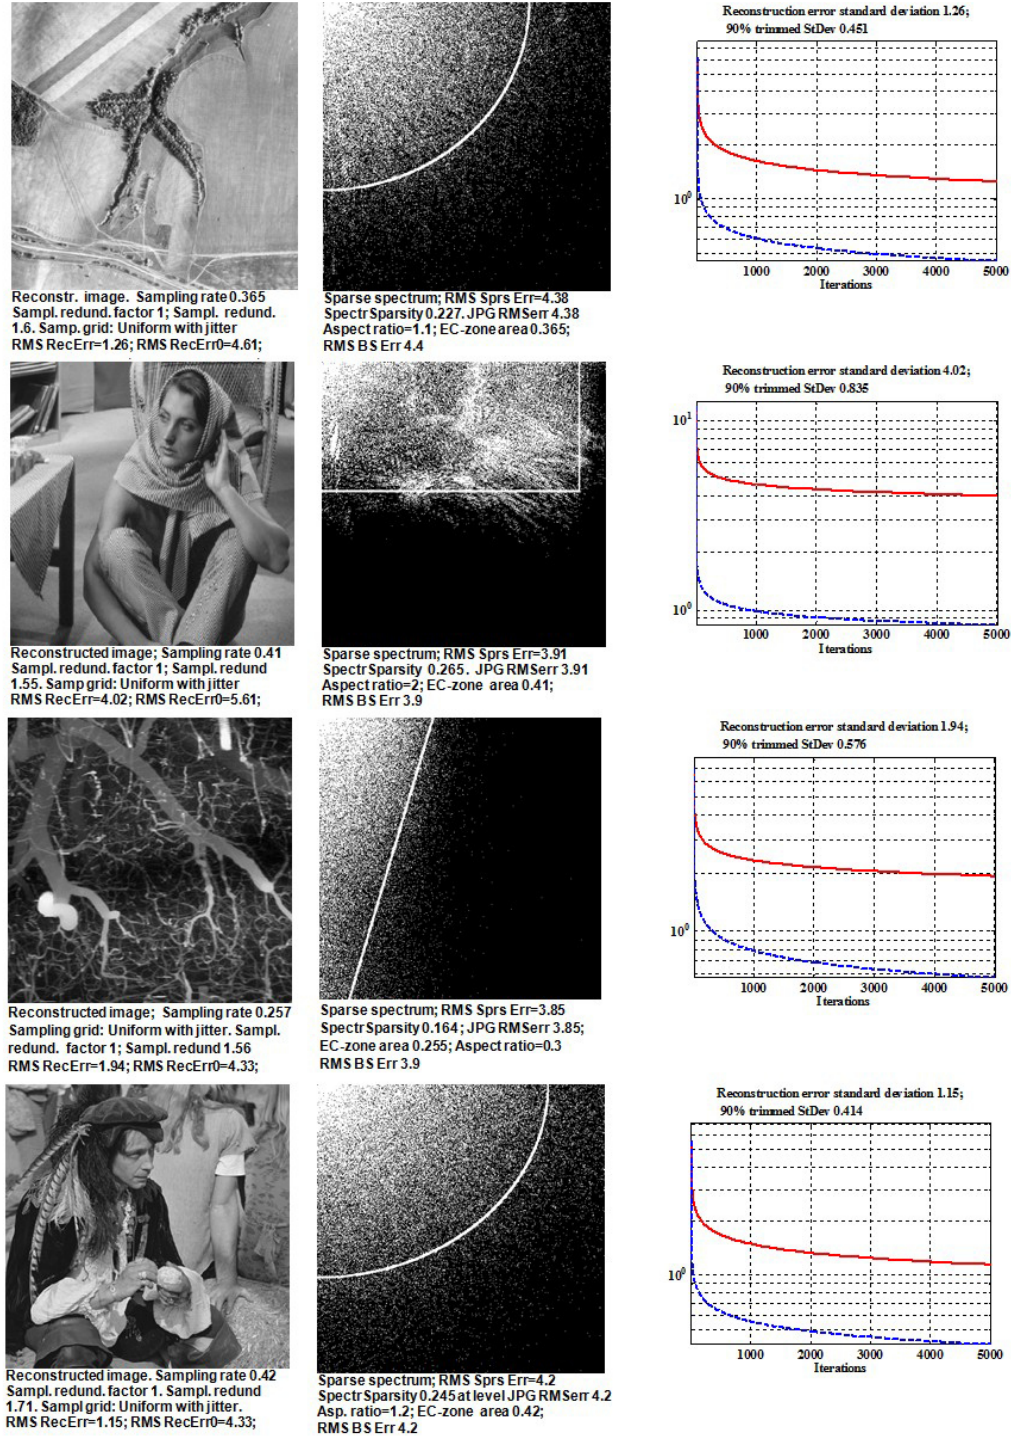 Reconstruction error standard deviation 1.26;
90% trimmed StDev 0.451
10⁰
1000 2000 3000 4000 5000
Iterations
Reconstr. image. Sampling rate 0.365
Sampl. redund. factor 1; Sampl. redund.
1.6. Samp. grid: Uniform with jitter
RMS RecErr=1.26; RMS RecErr0=4.61;
Sparse spectrum; RMS Sprs Err=4.38
Spectr Sparsity 0.227. JPG RMSerr 4.38
Aspect ratio=1.1; EC-zone area 0.365;
RMS BS Err 4.4
Reconstruction error standard deviation 4.02;
90% trimmed StDev 0.835
10¹
10⁰
1000 2000 3000 4000 5000
Iterations
Reconstructed image; Sampling rate 0.41
Sampl. redund. factor 1; Sampl. redund
1.55. Samp grid: Uniform with jitter
RMS RecErr=4.02; RMS RecErr0=5.61;
Sparse spectrum; RMS Sprs Err=3.91
Spectr Sparsity 0.265. JPG RMSerr 3.91
Aspect ratio=2; EC-zone area 0.41;
RMS BS Err 3.9
Reconstruction error standard deviation 1.94;
90% trimmed StDev 0.576
10⁰
1000 2000 3000 4000 5000
Iterations
Reconstructed image; Sampling rate 0.257
Sampling grid: Uniform with jitter. Sampl.
redund. factor 1; Sampl. redund 1.56
RMS RecErr=1.94; RMS RecErr0=4.33;
Sparse spectrum; RMS Sprs Err=3.85
Spectr Sparsity 0.164; JPG RMSerr 3.85;
EC-zone area 0.255; Aspect ratio=0.3
RMS BS Err 3.9
Reconstruction error standard deviation 1.15;
90% trimmed StDev 0.414
10⁰
1000 2000 3000 4000 5000
Iterations
Reconstructed image. Sampling rate 0.42
Sampl. redund. factor 1. Sampl. redund
1.71. Sampl grid: Uniform with jitter.
RMS RecErr=1.15; RMS RecErr0=4.33;
Sparse spectrum; RMS Sprs Err=4.2
Spectr Sparsity 0.245 at level JPG RMSerr 4.2
Asp. ratio=1.2; EC-zone area 0.42;
RMS BS Err 4.2